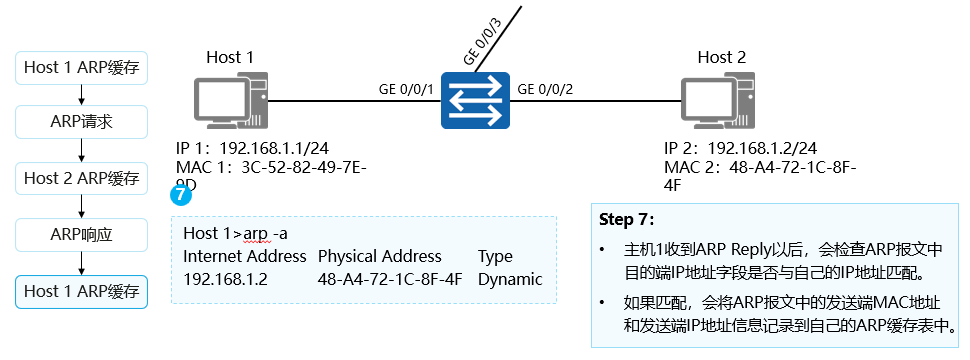 Host 1 ARP缓存
ARP请求
Host 2 ARP缓存
ARP响应
Host 1 ARP缓存
GE 0/0/3
Host 1
Host 2
GE 0/0/1
GE 0/0/2
IP 1：192.168.1.1/24
MAC 1：3C-52-82-49-7E-
9D
IP 2：192.168.1.2/24
MAC 2：48-A4-72-1C-8F-
4F
7
Host 1>arp -a
Internet Address Physical Address Type
192.168.1.2 48-A4-72-1C-8F-4F Dynamic
Step 7：
• 主机1收到ARP Reply以后，会检查ARP报文中
目的端IP地址字段是否与自己的IP地址匹配。
• 如果匹配，会将ARP报文中的发送端MAC地址
和发送端IP地址信息记录到自己的ARP缓存表中。